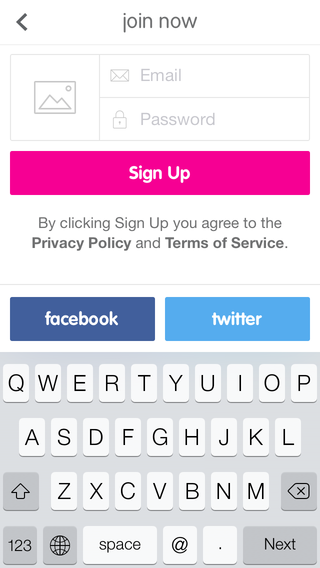 join now
Email
Password
Sign Up
By clicking Sign Up you agree to the
Privacy Policy and Terms of Service.
facebook twitter
Q W E R T Y U I O P
A S D F G H J K L
Z X C V B N M
123 space @ . Next